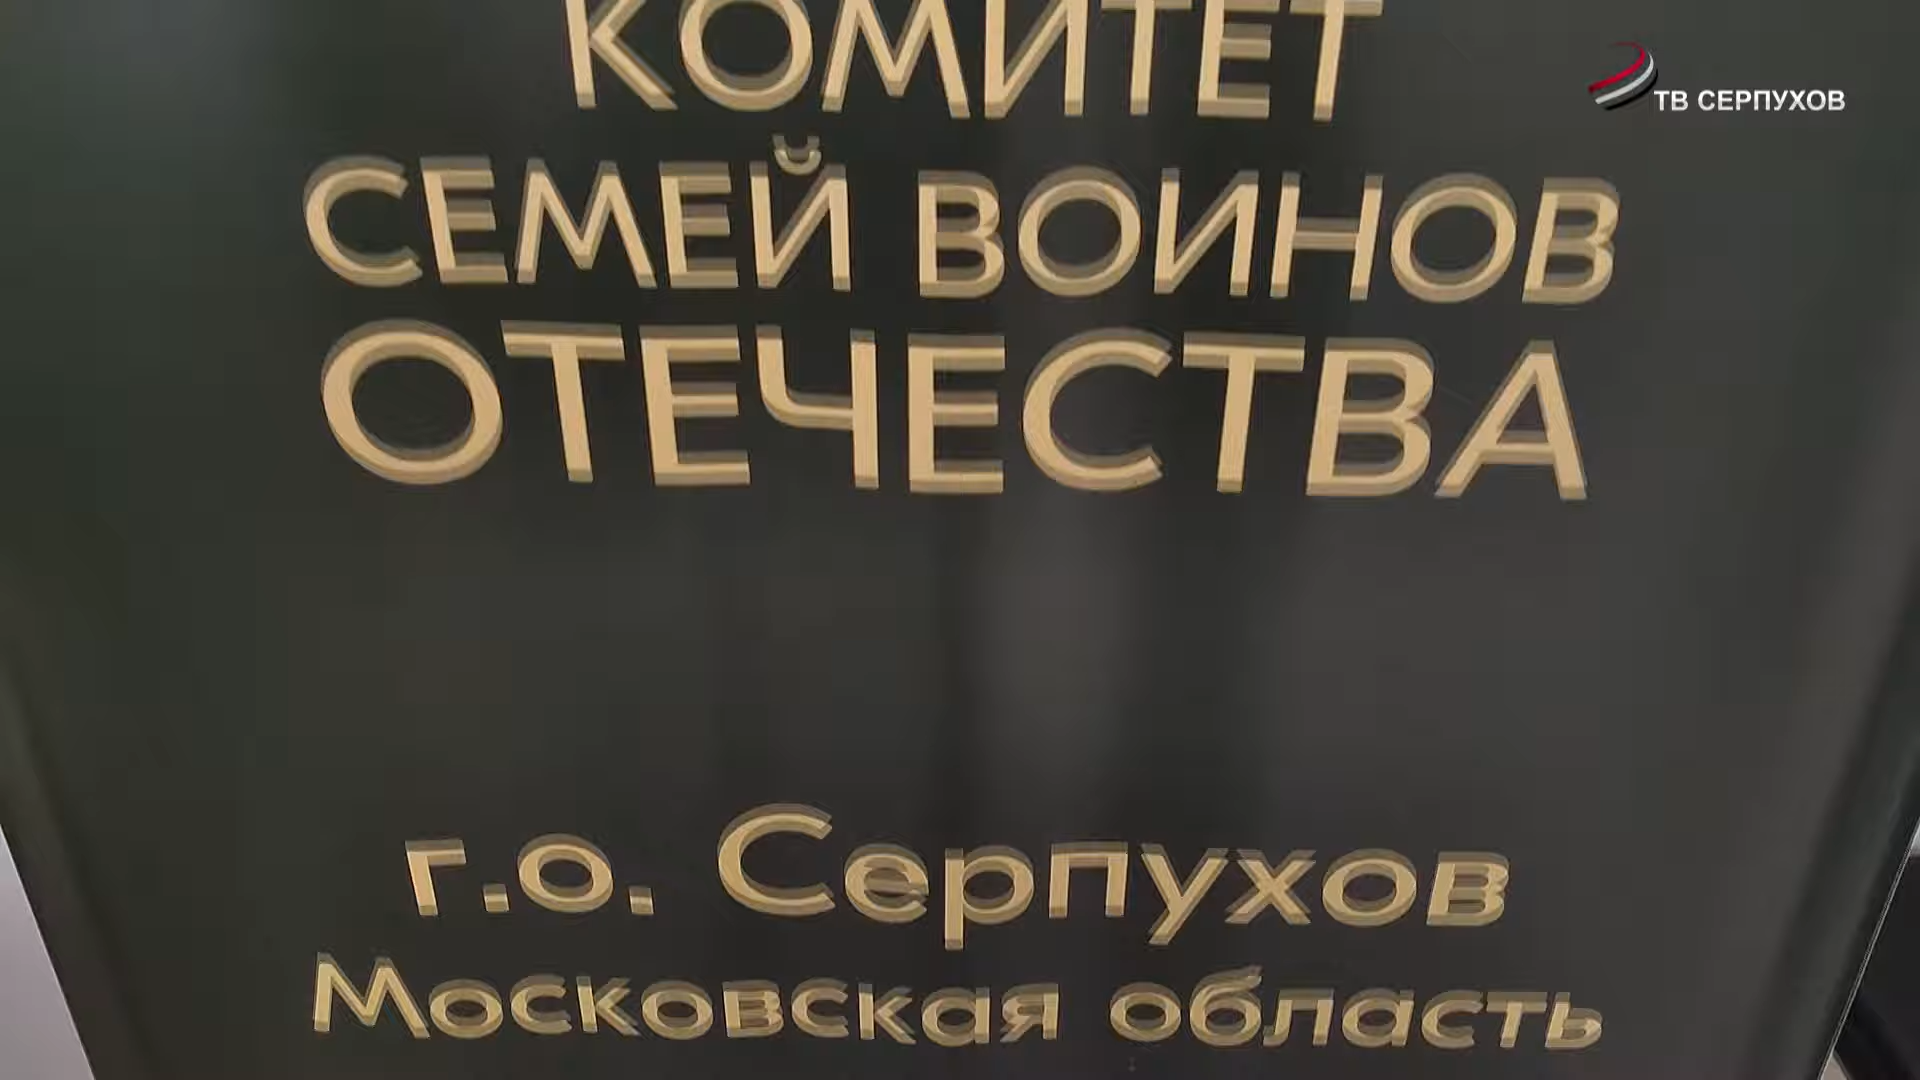 КОМИТЕТ
ТВ СЕРПУХОВ
СЕМЕЙ ВОИНОВ
ОТЕЧЕСТВА
г.о. Серпухов
Московская область